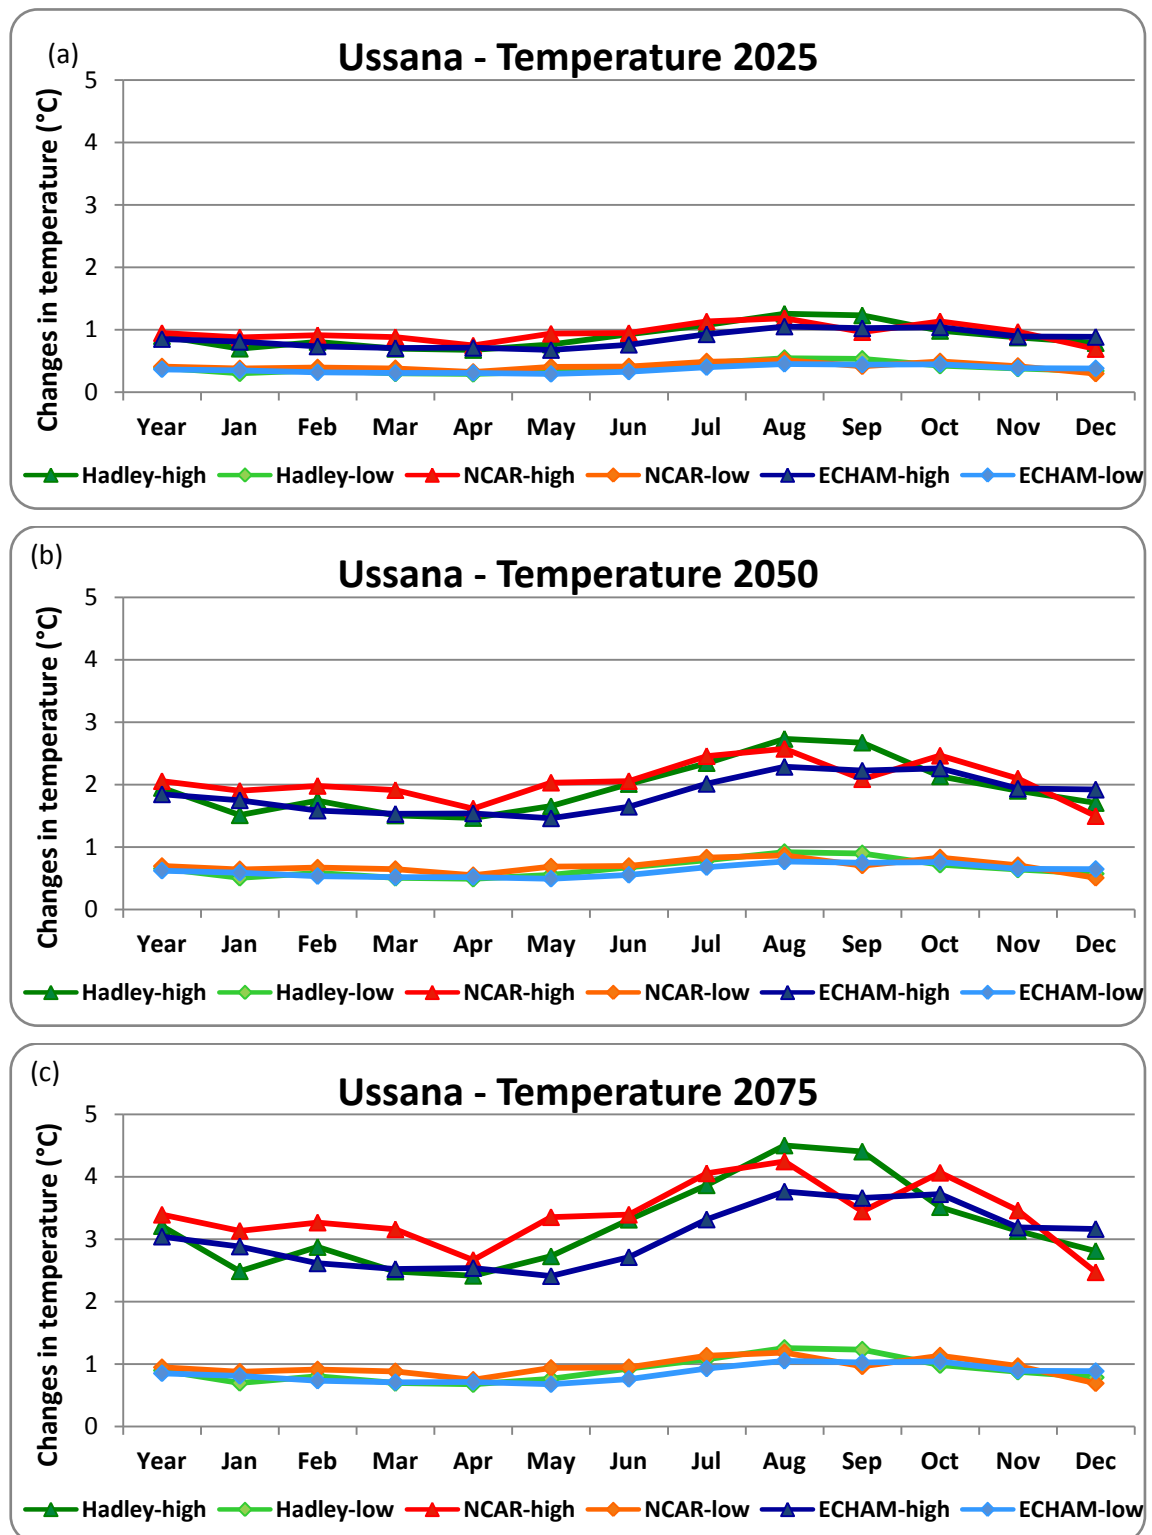 (a)
Ussana - Temperature 2025
Changes in temperature (°C)
5
4
3
2
1
0
Year Jan Feb Mar Apr May Jun Jul Aug Sep Oct Nov Dec
Hadley-high Hadley-low NCAR-high NCAR-low ECHAM-high ECHAM-low
(b)
Ussana - Temperature 2050
Changes in temperature (°C)
5
4
3
2
1
0
Year Jan Feb Mar Apr May Jun Jul Aug Sep Oct Nov Dec
Hadley-high Hadley-low NCAR-high NCAR-low ECHAM-high ECHAM-low
(c)
Ussana - Temperature 2075
Changes in temperature (°C)
5
4
3
2
1
0
Year Jan Feb Mar Apr May Jun Jul Aug Sep Oct Nov Dec
Hadley-high Hadley-low NCAR-high NCAR-low ECHAM-high ECHAM-low